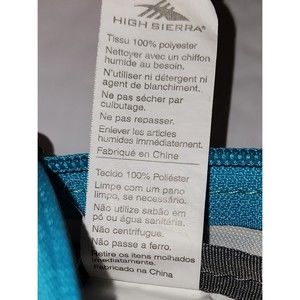 HIGH SIERRA
Tissu 100% polyester
Nettoyer avec un chiffon
humide au besoin.
N'utiliser ni détergent ni
agent de blanchiment.
Ne pas sécher par
culbutage.
Ne pas repasser.
Enlever les articles
humides immédiatement.
Fabriqué en China
Tecido 100% Poliéster
Limpe com um pano
limpo, se necessário.
Não utilize sabão em
pó ou água sanitária.
Não centrifugue.
Não passe a ferro.
Retire os itens molhados
imediatamente.
Fabricado na China